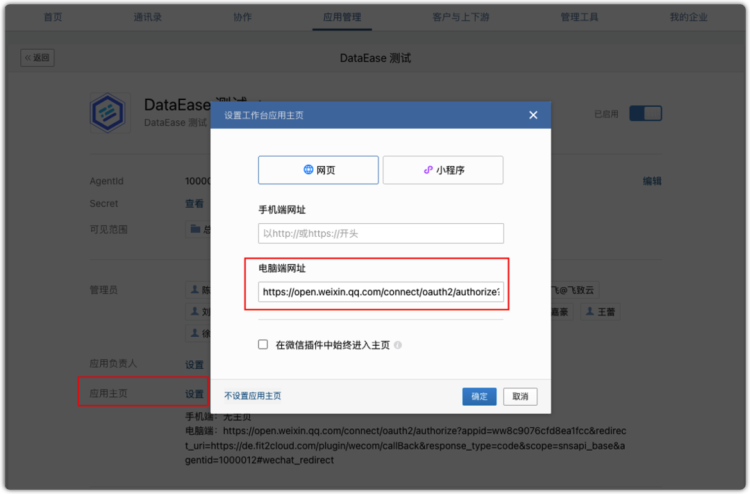 首页 通讯录 协作 应用管理 客户与上下游 管理工具 我的企业
«返回 DataEase 测试
DataEase 测试
DataEase 测试
已启用
设置工作台应用主页
网页 小程序
AgentId 10000
编辑
Secret 查看
手机端网址
可见范围
以http://或https://开头
电脑端网址
管理员
https://open.weixin.qq.com/connect/oauth2/authorize?
飞@飞致云
王蕾
在微信插件中始终进入主页
应用负责人 设置
应用主页 设置
不设置应用主页 确定 取消
手机端：无主页
电脑端：https://open.weixin.qq.com/connect/oauth2/authorize?appid=ww8c9076cfd8ea1fcc&redirec
t_uri=https://de.fit2cloud.com/plugin/wecom/callBack&response_type=code&scope=snsapi_base&a
gentid=1000012#wechat_redirect